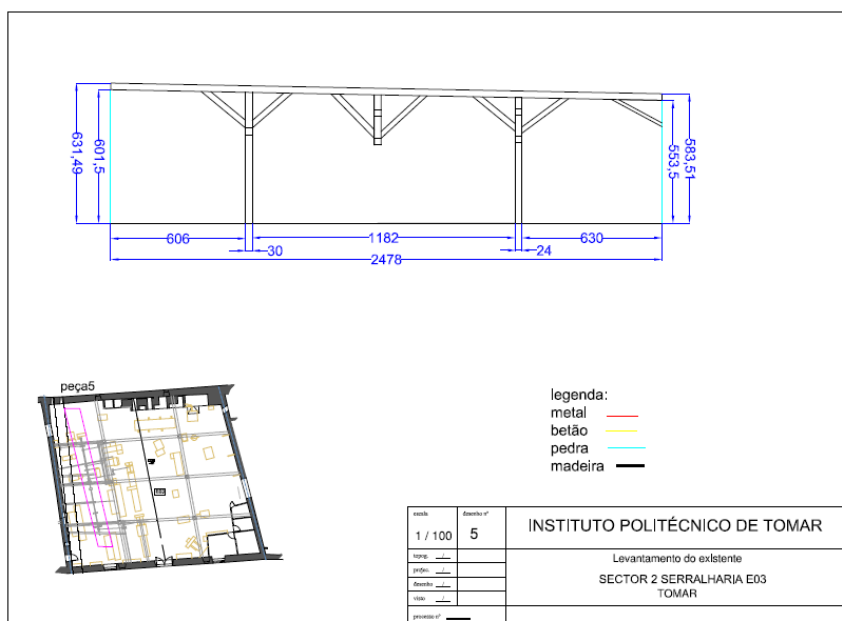 631,49
601,5
553,5
583,51
606
1182
630
30
24
2478
peça5
legenda:
metal
betão
pedra
madeira
escala
desenho nº
1 / 100
5
INSTITUTO POLITÉCNICO DE TOMAR
topog.
Levantamento do existente
projec.
SECTOR 2 SERRALHARIA E03
desenho
TOMAR
visto
processo nº